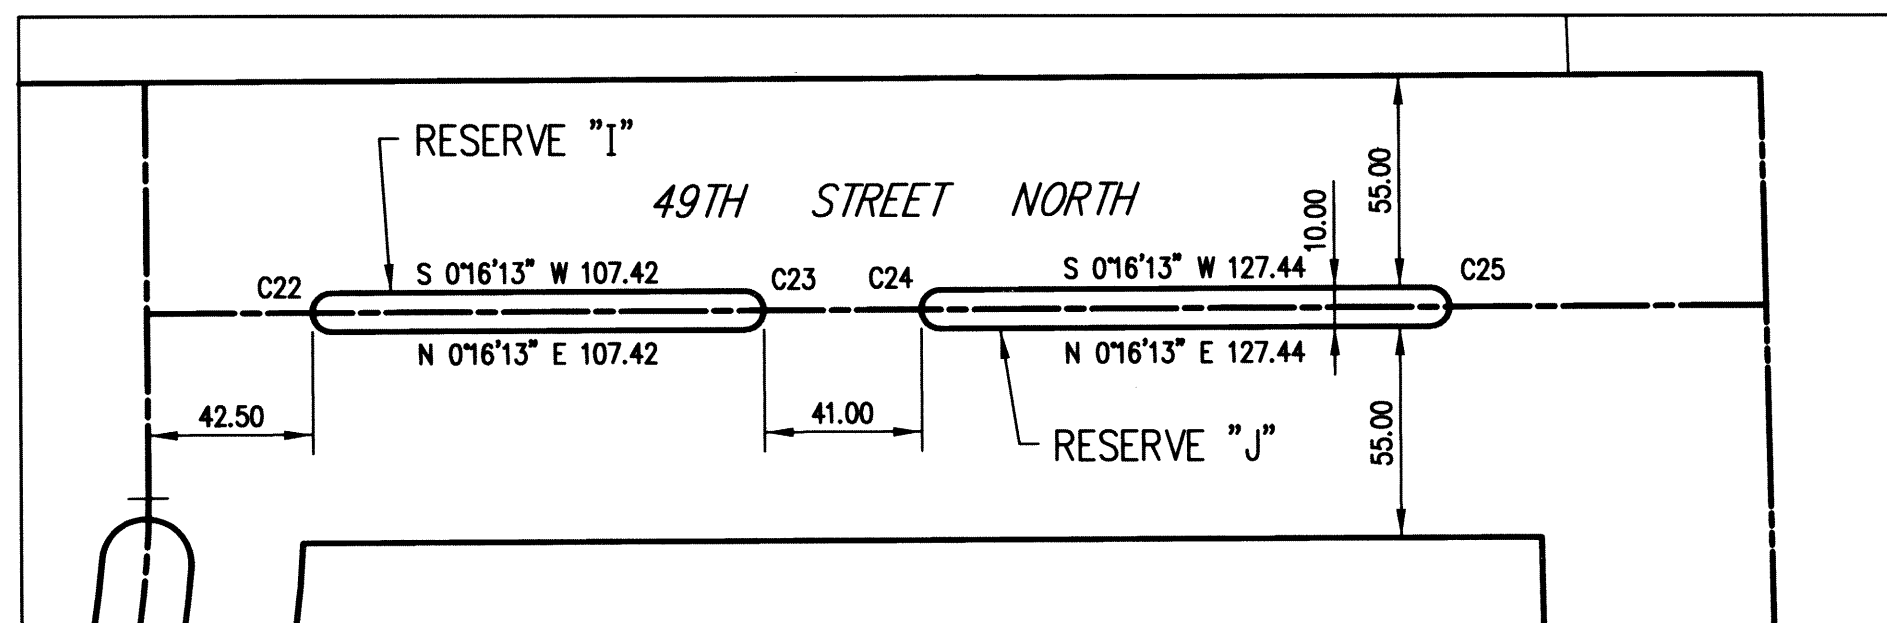 RESERVE "I"
49TH STREET NORTH
55.00
10.00
C22
S 0°16'13" W 107.42
C23
C24
S 0°16'13" W 127.44
C25
N 0°16'13" E 107.42
N 0°16'13" E 127.44
42.50
41.00
RESERVE "J"
55.00